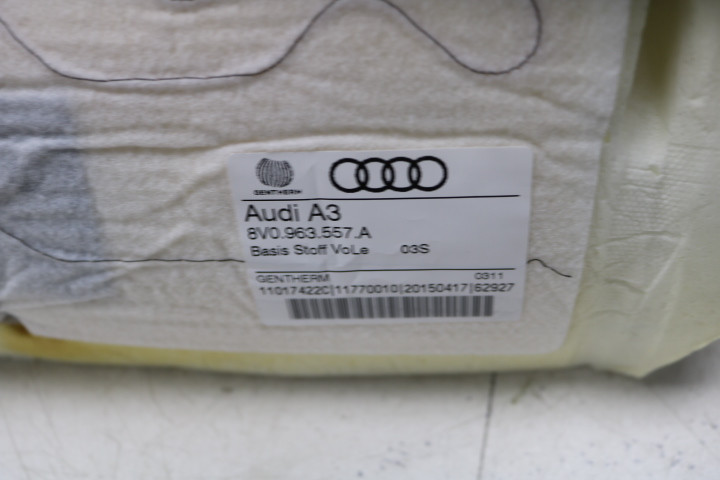 GENTHERM
Audi A3
8V0.963.557.A
Basis Stoff VoLe 03S
GENTHERM 0311
11017422C|11770010|20150417|62927